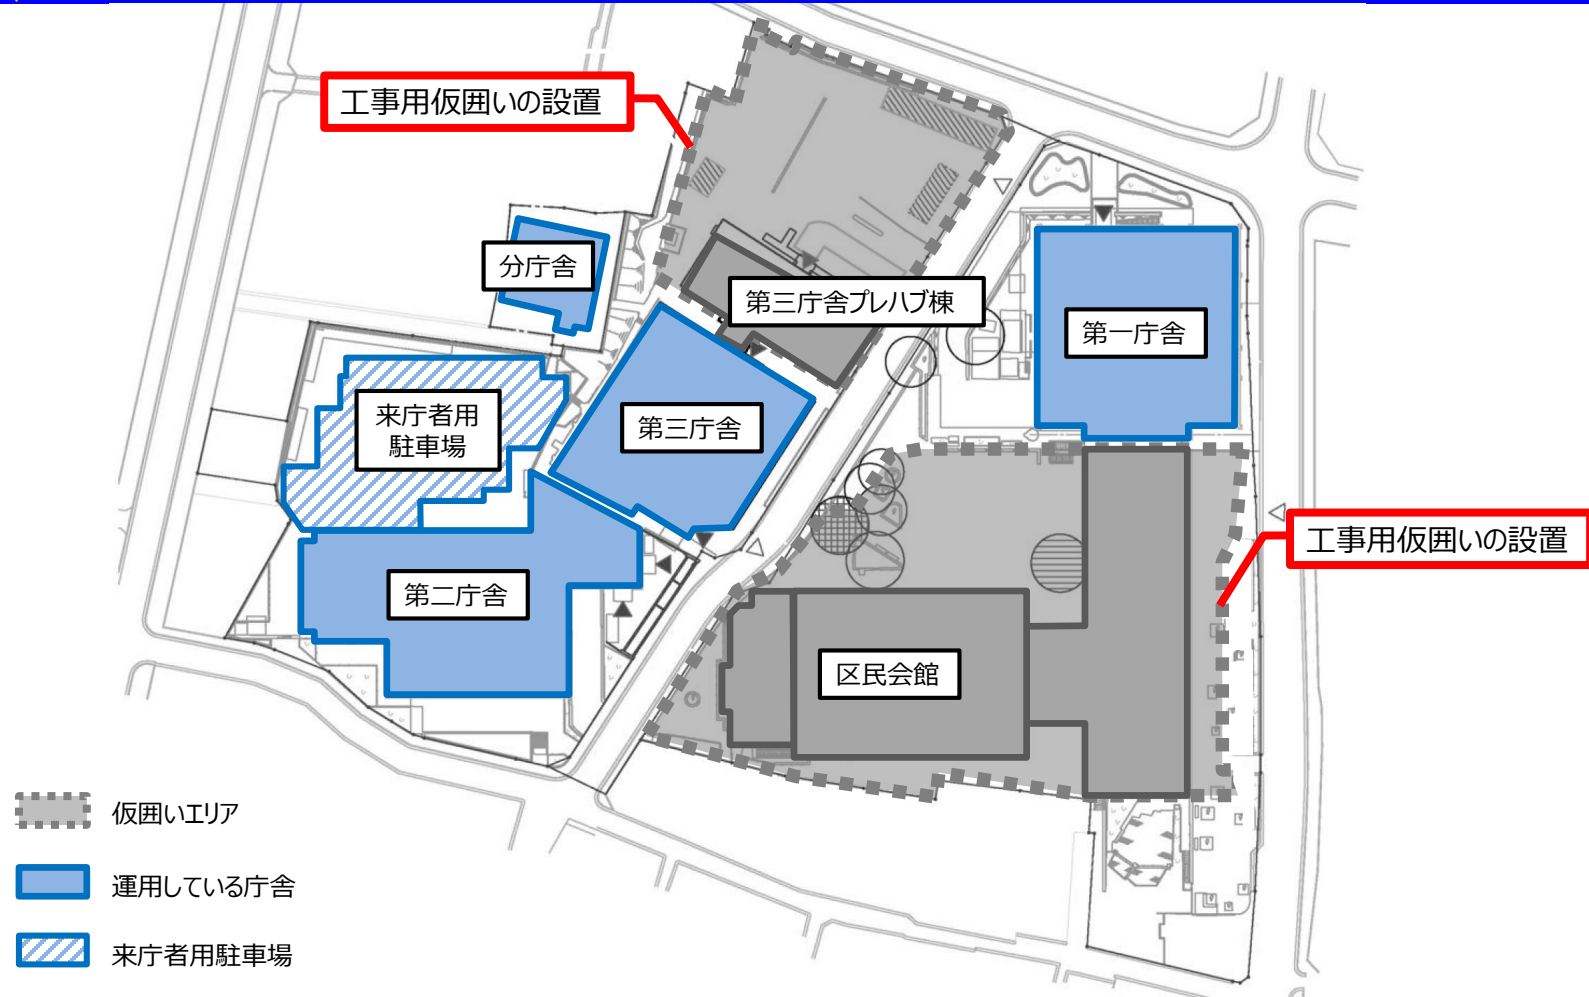 工事用仮囲いの設置
分庁舎
第三庁舎プレハブ棟
第一庁舎
来庁者用
駐車場
第三庁舎
工事用仮囲いの設置
第二庁舎
区民会館
仮囲いエリア
運用している庁舎
来庁者用駐車場